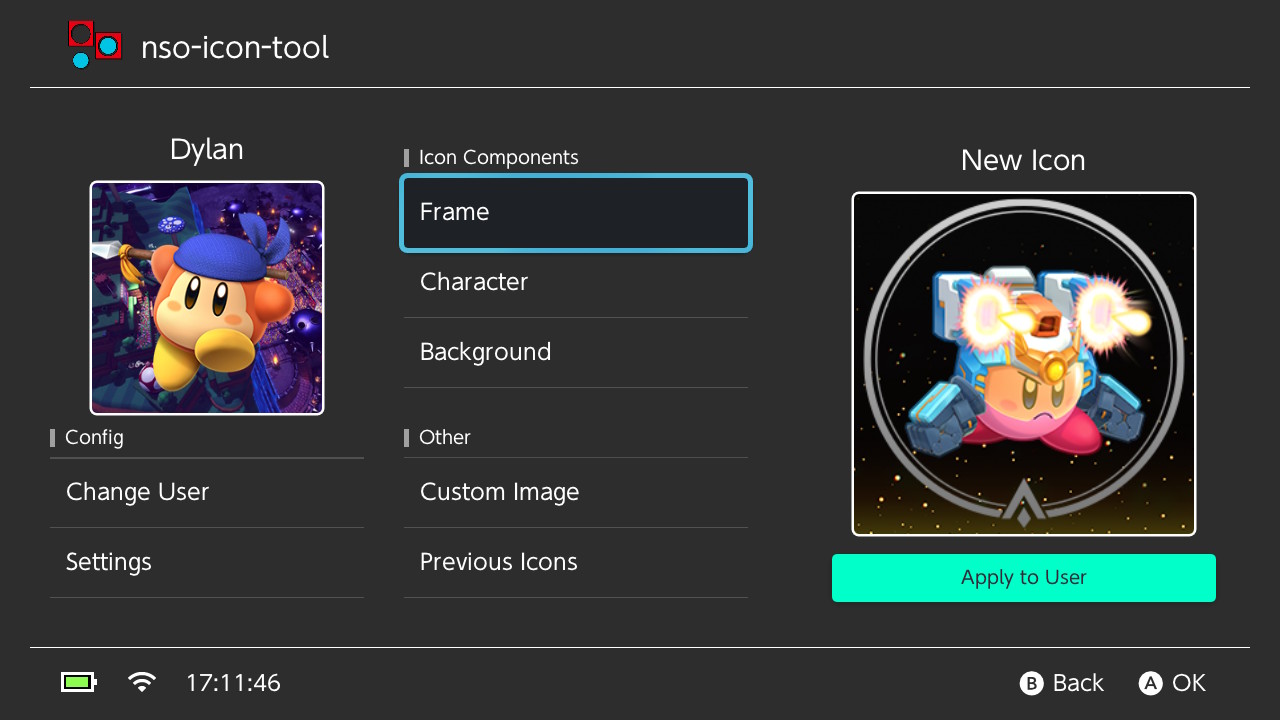 nso-icon-tool
Dylan
Config
Change User
Settings
Icon Components
Frame
Character
Background
Other
Custom Image
Previous Icons
New Icon
Apply to User
17:11:46
B Back
A OK